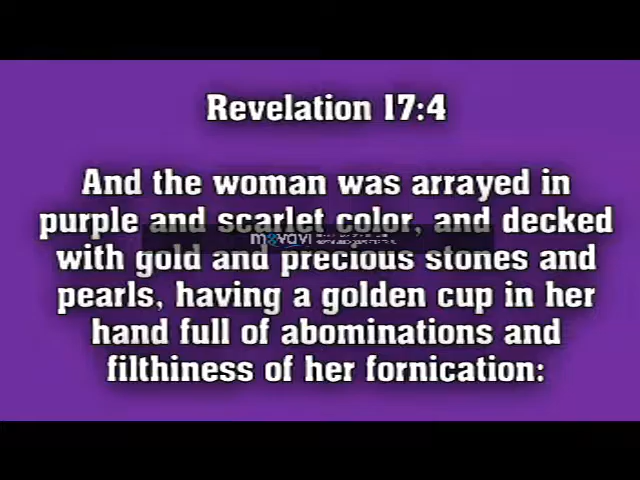 Revelation 17:4
And the woman was arrayed in
purple and scarlet color, and decked
with gold and precious stones and
pearls, having a golden cup in her
hand full of abominations and
filthiness of her fornication:
movavi